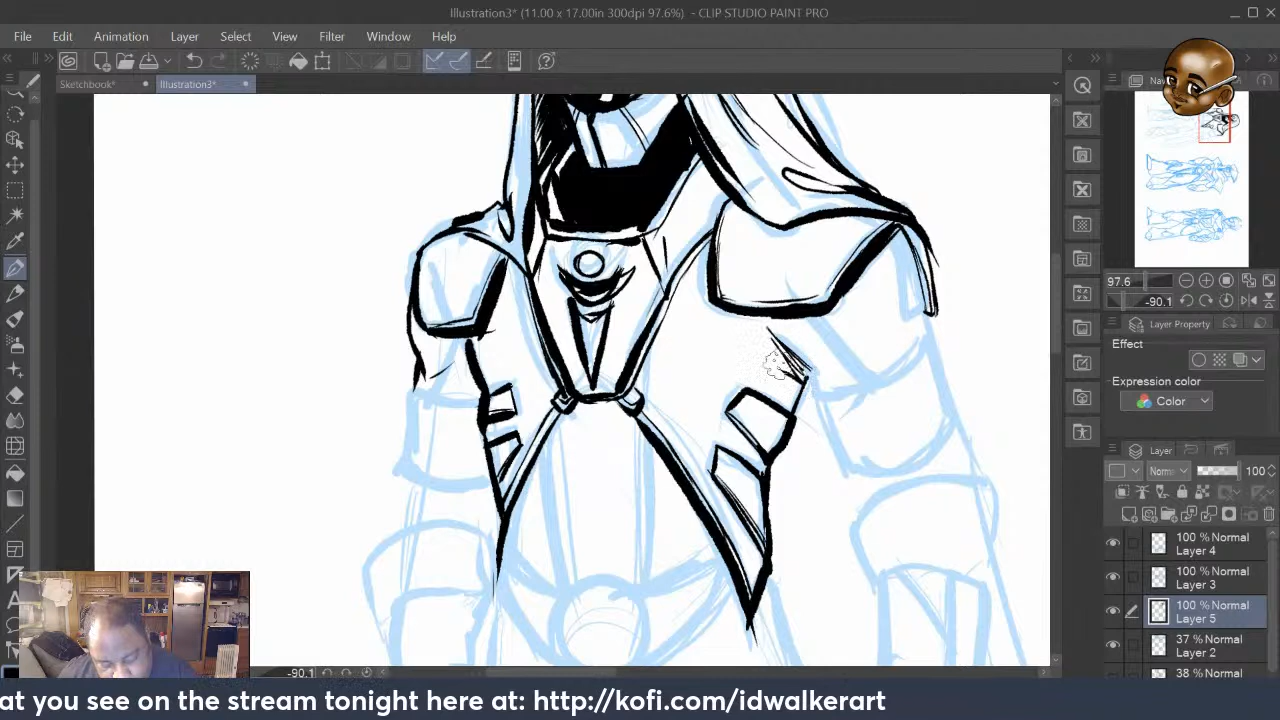 Illustration3* (11.00 x 17.00in 300dpi 97.6%) - CLIP STUDIO PAINT PRO
File Edit Animation Layer Select View Filter Window Help
Sketchbook* Illustration3*
97.6
-90.1
Layer Property
Effect
Expression color
Color
Layer
100
100 % Normal
Layer 4
100 % Normal
Layer 3
100 % Normal
Layer 5
37 % Normal
Layer 2
38 % Normal
-90.1
at you see on the stream tonight here at: http://kofi.com/idwalkerart